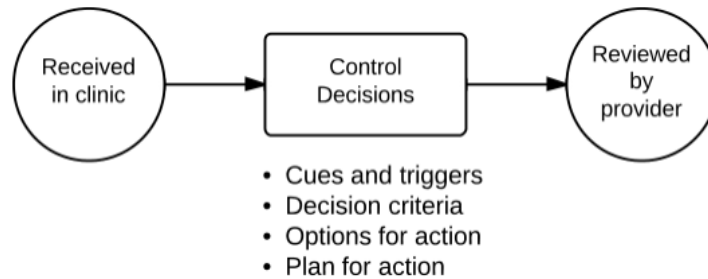 Received
in clinic
Control
Decisions
Reviewed
by
provider
• Cues and triggers
• Decision criteria
• Options for action
• Plan for action